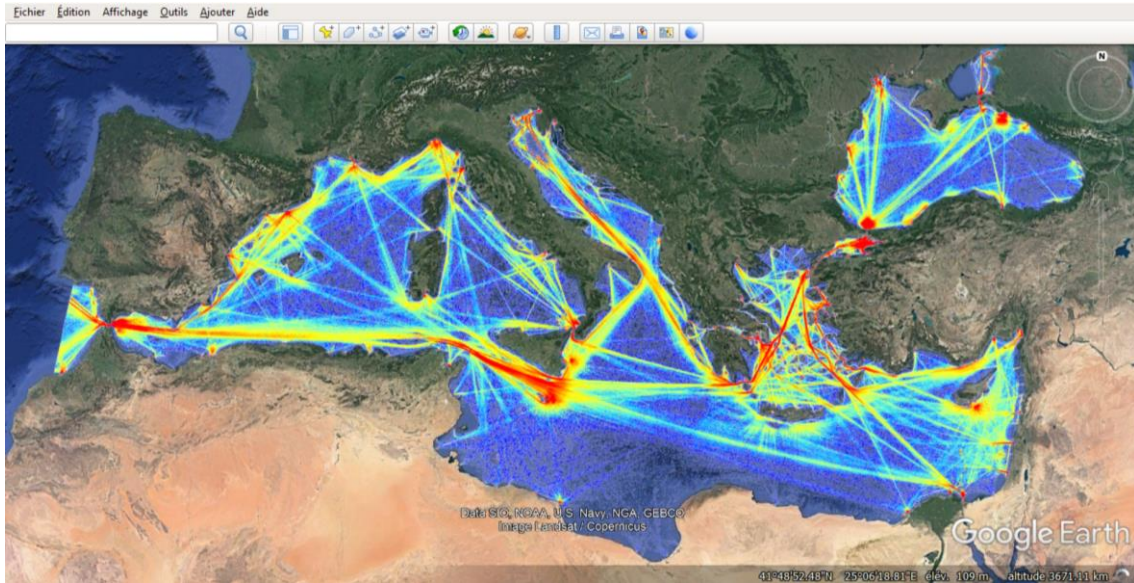 Fichier Édition Affichage Outils Ajouter Aide
N
Data SIO, NOAA, U.S. Navy, NGA, GEBCO
Image Landsat / Copernicus
Google Earth
41°48'52.48"N 25°06'18.81"E élév. 109 m altitude 3671.11 km